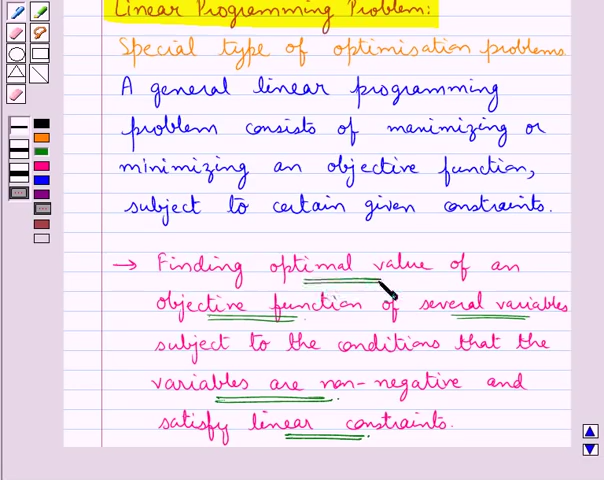 Linear Programming Problem:
Special type of optimisation problems
A general linear programming
problem consists of maximizing or
minimizing an objective function,
subject to certain given constraints.
→ Finding optimal value of an
objective function of several variables
subject to the conditions that the
variables are non-negative and
satisfy linear constraints.